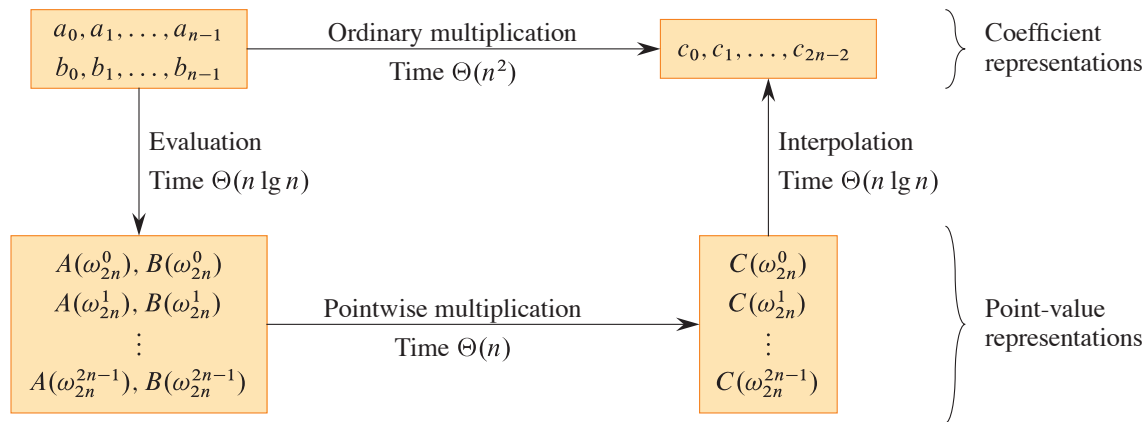 a_0, a_1, . . . , a_{n−1}
b_0, b_1, . . . , b_{n−1}
Ordinary multiplication
Time Θ(n^2)
c_0, c_1, . . . , c_{2n−2}
Coefficient
representations
Evaluation
Time Θ(n lg n)
Interpolation
Time Θ(n lg n)
A(ω_{2n}^0), B(ω_{2n}^0)
A(ω_{2n}^1), B(ω_{2n}^1)
⋮
A(ω_{2n}^{2n−1}), B(ω_{2n}^{2n−1})
Pointwise multiplication
Time Θ(n)
C(ω_{2n}^0)
C(ω_{2n}^1)
⋮
C(ω_{2n}^{2n−1})
Point-value
representations